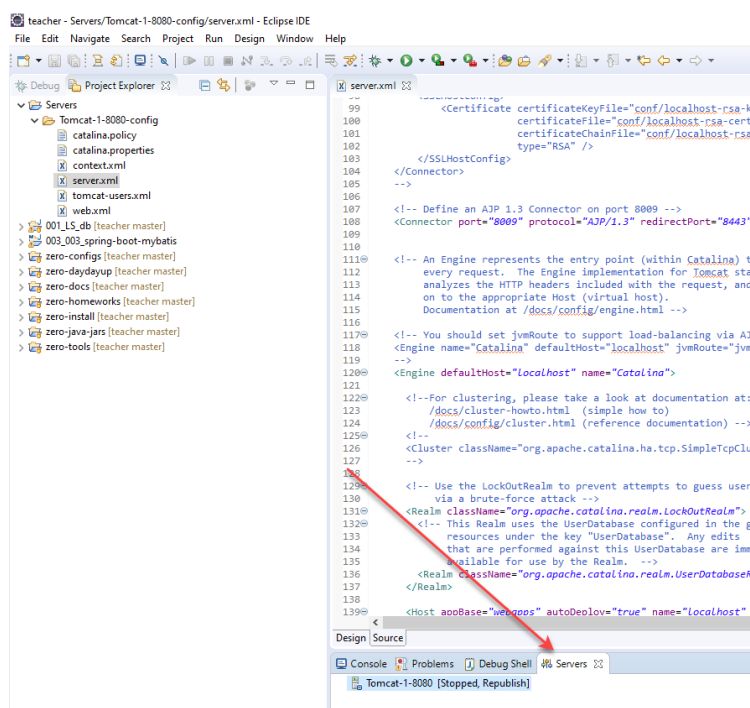 teacher - Servers/Tomcat-1-8080-config/server.xml - Eclipse IDE
File Edit Navigate Search Project Run Design Window Help
Debug Project Explorer
Servers
Tomcat-1-8080-config
catalina.policy
catalina.properties
context.xml
server.xml
tomcat-users.xml
web.xml
001_LS_db [teacher master]
003_003_spring-boot-mybatis
zero-configs [teacher master]
zero-daydayup [teacher master]
zero-docs [teacher master]
zero-homeworks [teacher master]
zero-install [teacher master]
zero-java-jars [teacher master]
zero-tools [teacher master]
server.xml
98 <SSLHostConfig>
99 <Certificate certificateKeyFile="conf/localhost-rsa-k
100 certificateFile="conf/localhost-rsa-cert
101 certificateChainFile="conf/localhost-rsa
102 type="RSA" />
103 </SSLHostConfig>
104 </Connector>
105 -->
106
107 <!-- Define an AJP 1.3 Connector on port 8009 -->
108 <Connector port="8009" protocol="AJP/1.3" redirectPort="8443"
109
110
111 <!-- An Engine represents the entry point (within Catalina) t
112 every request. The Engine implementation for Tomcat sta
113 analyzes the HTTP headers included with the request, and
114 on to the appropriate Host (virtual host).
115 Documentation at /docs/config/engine.html -->
116
117 <!-- You should set jvmRoute to support load-balancing via AJ
118 <Engine name="Catalina" defaultHost="localhost" jvmRoute="jvm
119 -->
120 <Engine defaultHost="localhost" name="Catalina">
121
122 <!--For clustering, please take a look at documentation at:
123 /docs/cluster-howto.html (simple how to)
124 /docs/config/cluster.html (reference documentation) -->
125 <!--
126 <Cluster className="org.apache.catalina.ha.tcp.SimpleTcpClu
127 -->
128
129 <!-- Use the LockOutRealm to prevent attempts to guess user
130 via a brute-force attack -->
131 <Realm className="org.apache.catalina.realm.LockOutRealm">
132 <!-- This Realm uses the UserDatabase configured in the g
133 resources under the key "UserDatabase". Any edits
134 that are performed against this UserDatabase are imm
135 available for use by the Realm. -->
136 <Realm className="org.apache.catalina.realm.UserDatabaseR
137 </Realm>
138
139 <Host appBase="webapps" autoDeploy="true" name="localhost"
Design Source
Console Problems Debug Shell Servers
Tomcat-1-8080 [Stopped, Republish]